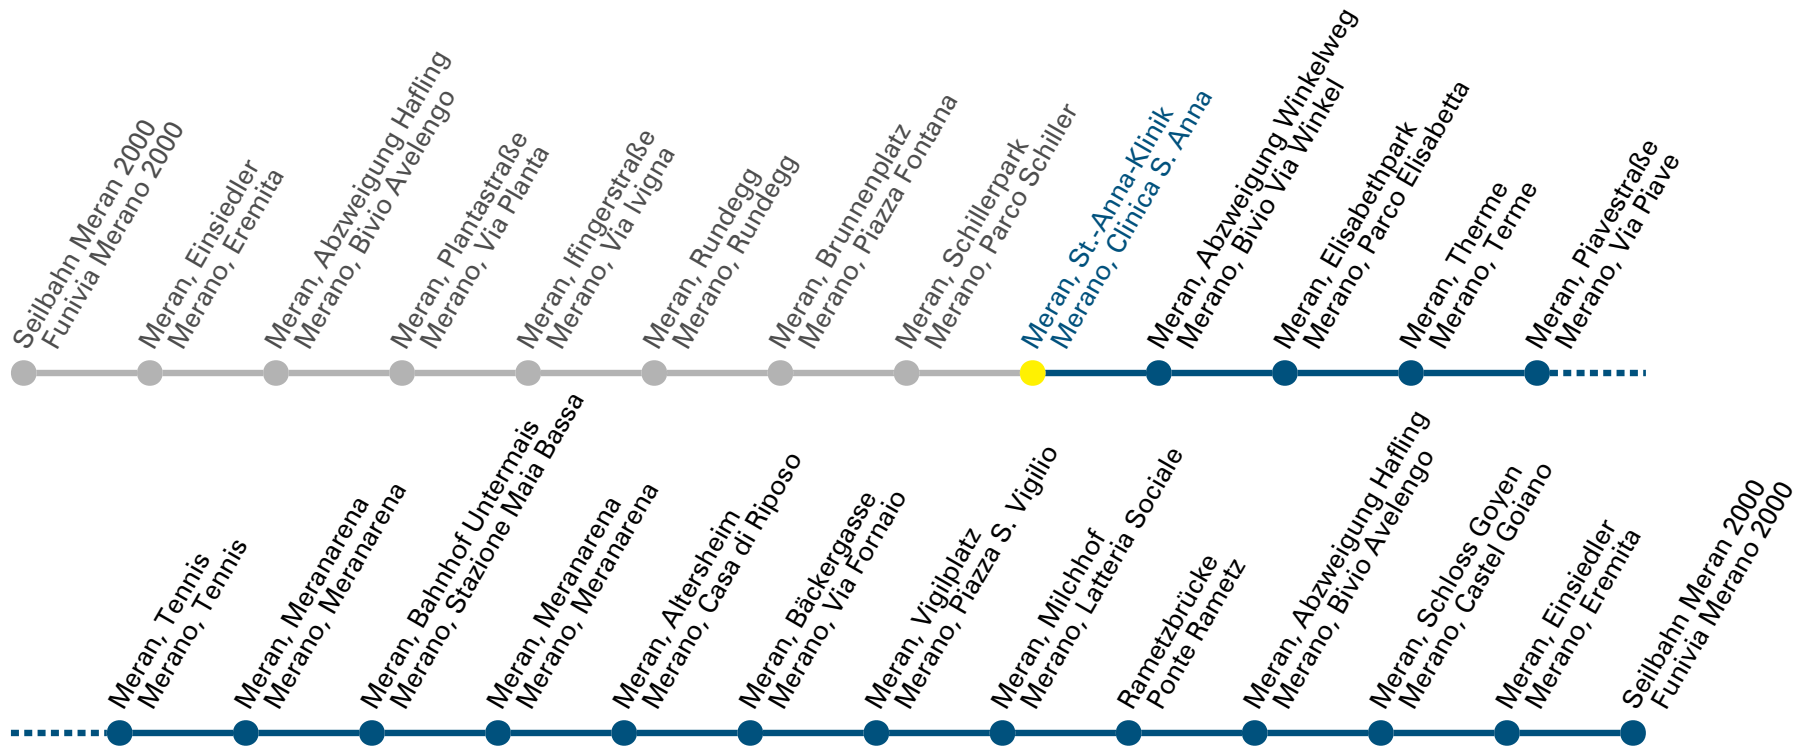 Seilbahn Meran 2000
Funivia Merano 2000
Meran, Einsiedler
Merano, Eremita
Meran, Abzweigung Hafling
Merano, Bivio Avelengo
Meran, Plantastraße
Merano, Via Planta
Meran, Ifingerstraße
Merano, Via Ivigna
Meran, Rundegg
Merano, Rundegg
Meran, Brunnenplatz
Merano, Piazza Fontana
Meran, Schillerpark
Merano, Parco Schiller
Meran, St.-Anna-Klinik
Merano, Clinica S. Anna
Meran, Abzweigung Winkelweg
Merano, Bivio Via Winkel
Meran, Elisabethpark
Merano, Parco Elisabetta
Meran, Therme
Merano, Terme
Meran, Piavestraße
Merano, Via Piave
Meran, Tennis
Merano, Tennis
Meran, Meranarena
Merano, Meranarena
Meran, Bahnhof Untermais
Merano, Stazione Maia Bassa
Meran, Meranarena
Merano, Meranarena
Meran, Altersheim
Merano, Casa di Riposo
Meran, Bäckergasse
Merano, Via Fornaio
Meran, Vigilplatz
Merano, Piazza S. Vigilio
Meran, Milchhof
Merano, Latteria Sociale
Rametzbrücke
Ponte Rametz
Meran, Abzweigung Hafling
Merano, Bivio Avelengo
Meran, Schloss Goyen
Merano, Castel Goiano
Meran, Einsiedler
Merano, Eremita
Seilbahn Meran 2000
Funivia Merano 2000